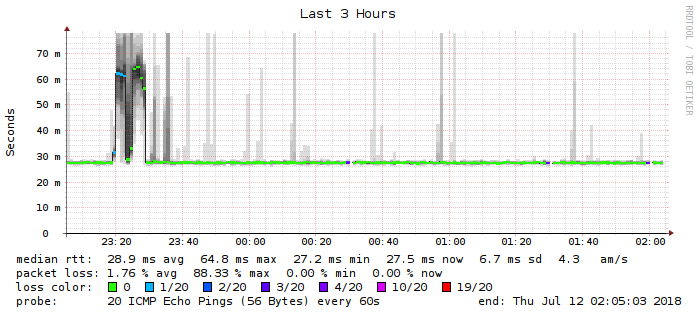 Last 3 Hours
RRDTOOL / TOBI OETIKER
Seconds
70 m
60 m
50 m
40 m
30 m
20 m
10 m
0
23:20 23:40 00:00 00:20 00:40 01:00 01:20 01:40 02:00
median rtt: 28.9 ms avg 64.8 ms max 27.2 ms min 27.5 ms now 6.7 ms sd 4.3 am/s
packet loss: 1.76 % avg 88.33 % max 0.00 % min 0.00 % now
loss color: 0 1/20 2/20 3/20 4/20 10/20 19/20
probe: 20 ICMP Echo Pings (56 Bytes) every 60s end: Thu Jul 12 02:05:03 2018